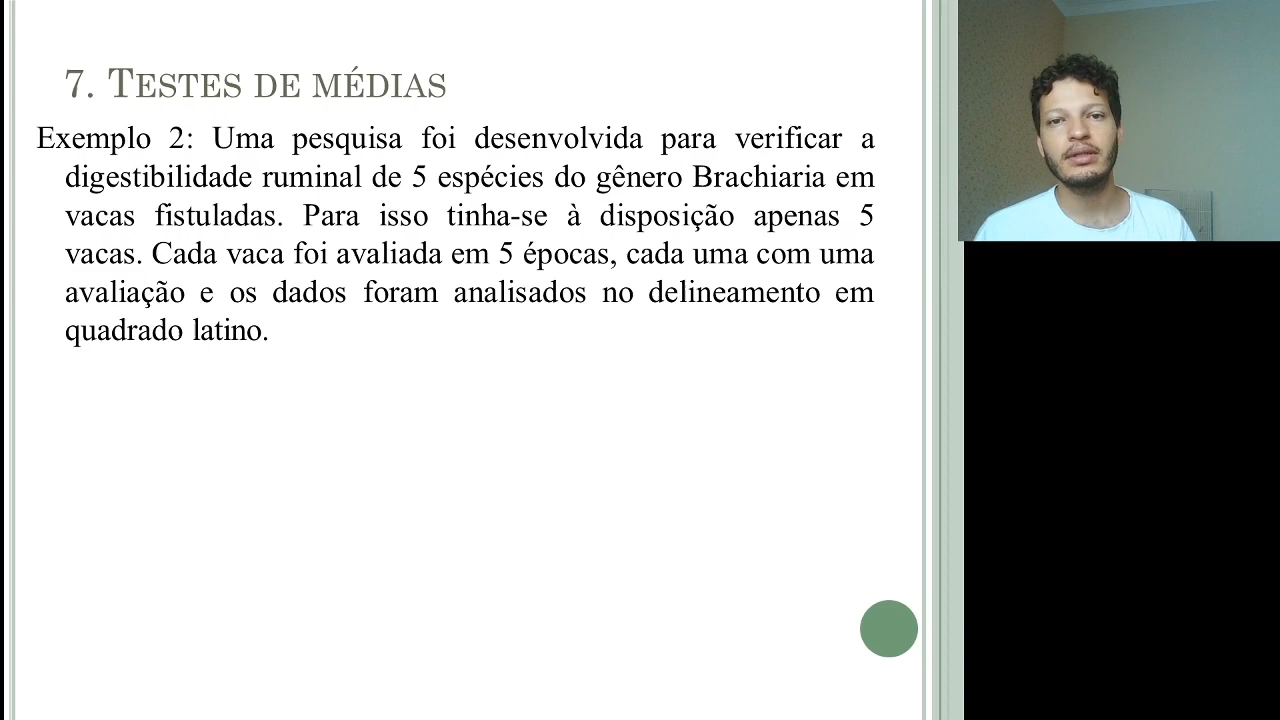 7. Testes de médias
Exemplo 2: Uma pesquisa foi desenvolvida para verificar a
digestibilidade ruminal de 5 espécies do gênero Brachiaria em
vacas fistuladas. Para isso tinha-se à disposição apenas 5
vacas. Cada vaca foi avaliada em 5 épocas, cada uma com uma
avaliação e os dados foram analisados no delineamento em
quadrado latino.